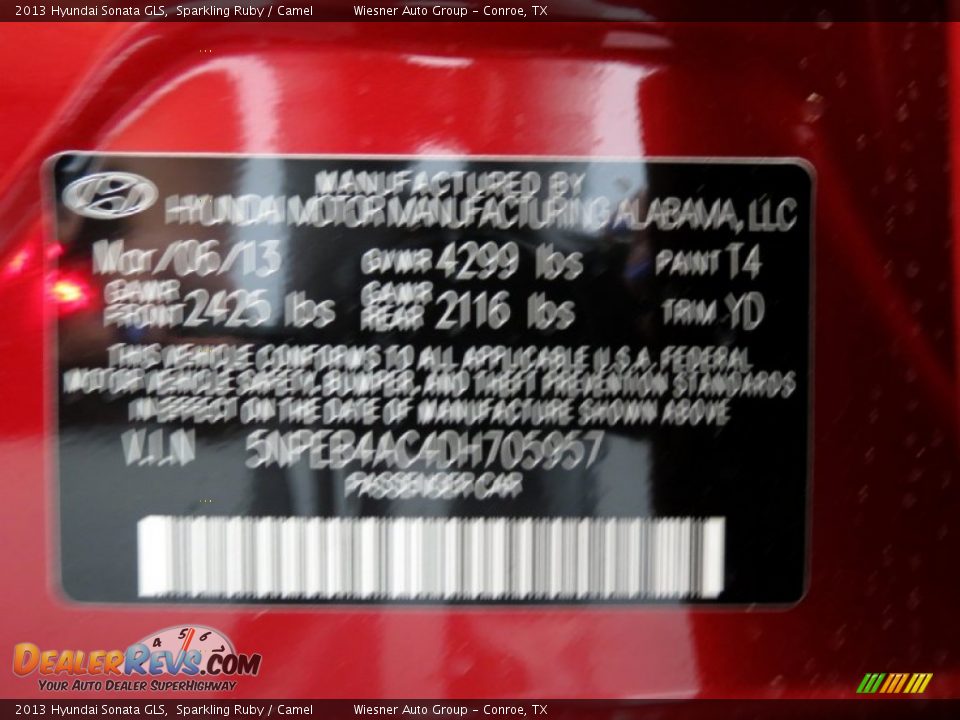 2013 Hyundai Sonata GLS, Sparkling Ruby / Camel Wiesner Auto Group - Conroe, TX
MANUFACTURED BY
HYUNDAI MOTOR MANUFACTURING ALABAMA, LLC
Mar/06/13 GVWR 4299 lbs PAINT T4
GAWR FRONT 2425 lbs GAWR REAR 2116 lbs TRIM YD
THIS VEHICLE CONFORMS TO ALL APPLICABLE U.S.A. FEDERAL
MOTOR VEHICLE SAFETY, BUMPER, AND THEFT PREVENTION STANDARDS
IN EFFECT ON THE DATE OF MANUFACTURE SHOWN ABOVE
V.I.N 5NPEB4AC4DH705957
PASSENGER CAR
4 5 6
DEALERREVS.COM
YOUR AUTO DEALER SUPERHIGHWAY
2013 Hyundai Sonata GLS, Sparkling Ruby / Camel Wiesner Auto Group - Conroe, TX